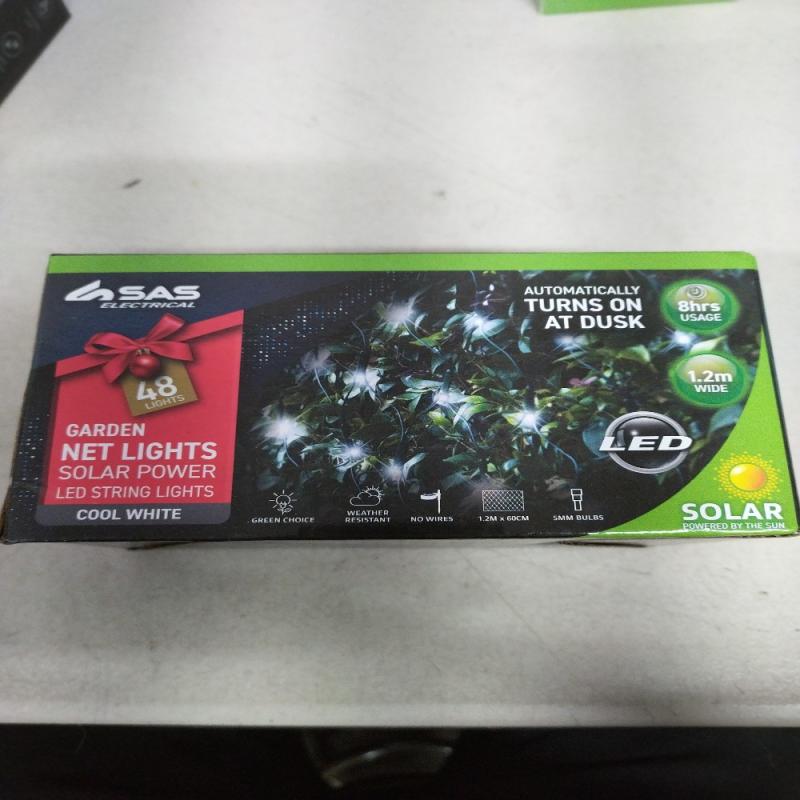 SAS
ELECTRICAL
48
LIGHTS
GARDEN
NET LIGHTS
SOLAR POWER
LED STRING LIGHTS
COOL WHITE
AUTOMATICALLY
TURNS ON
AT DUSK
8hrs
USAGE
1.2m
WIDE
LED
GREEN CHOICE
WEATHER
RESISTANT
NO WIRES
1.2M x 60CM
5MM BULBS
SOLAR
POWERED BY THE SUN